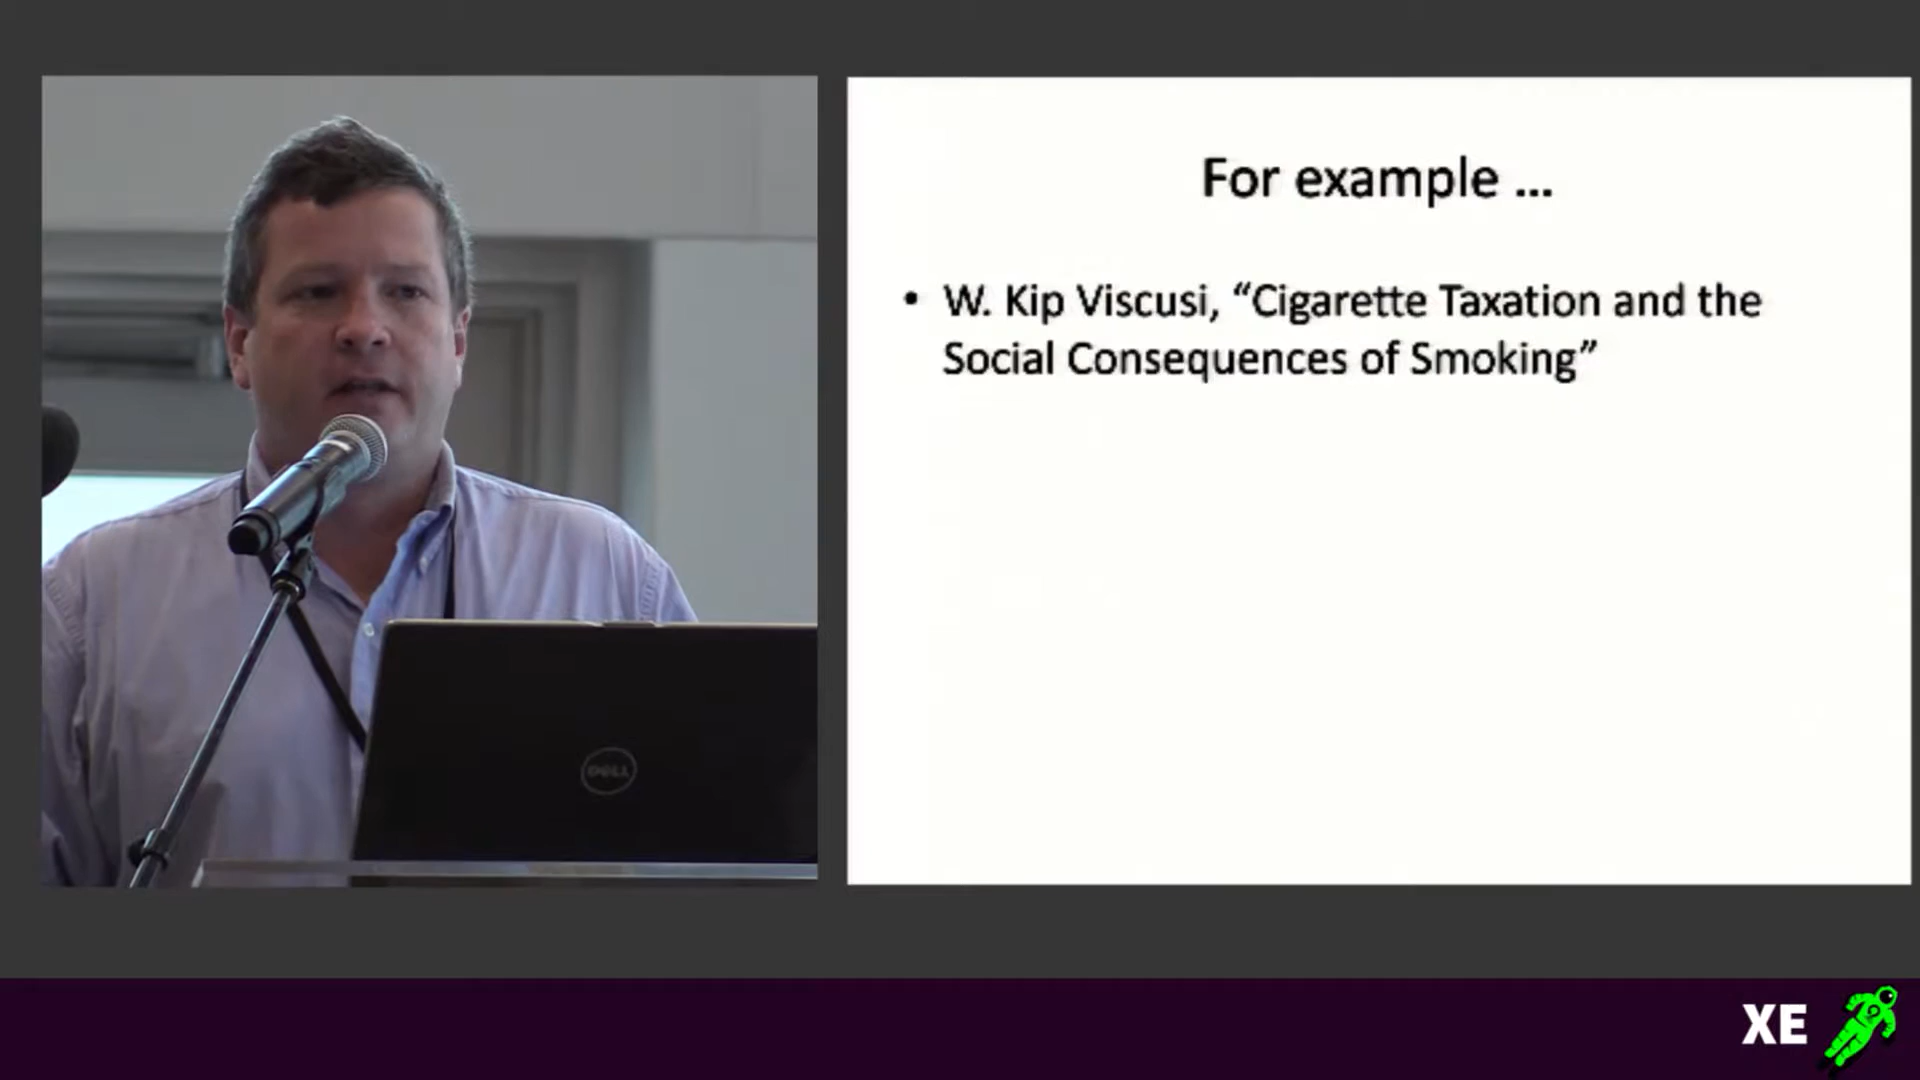 For example ...
• W. Kip Viscusi, “Cigarette Taxation and the
Social Consequences of Smoking”
DELL
XE